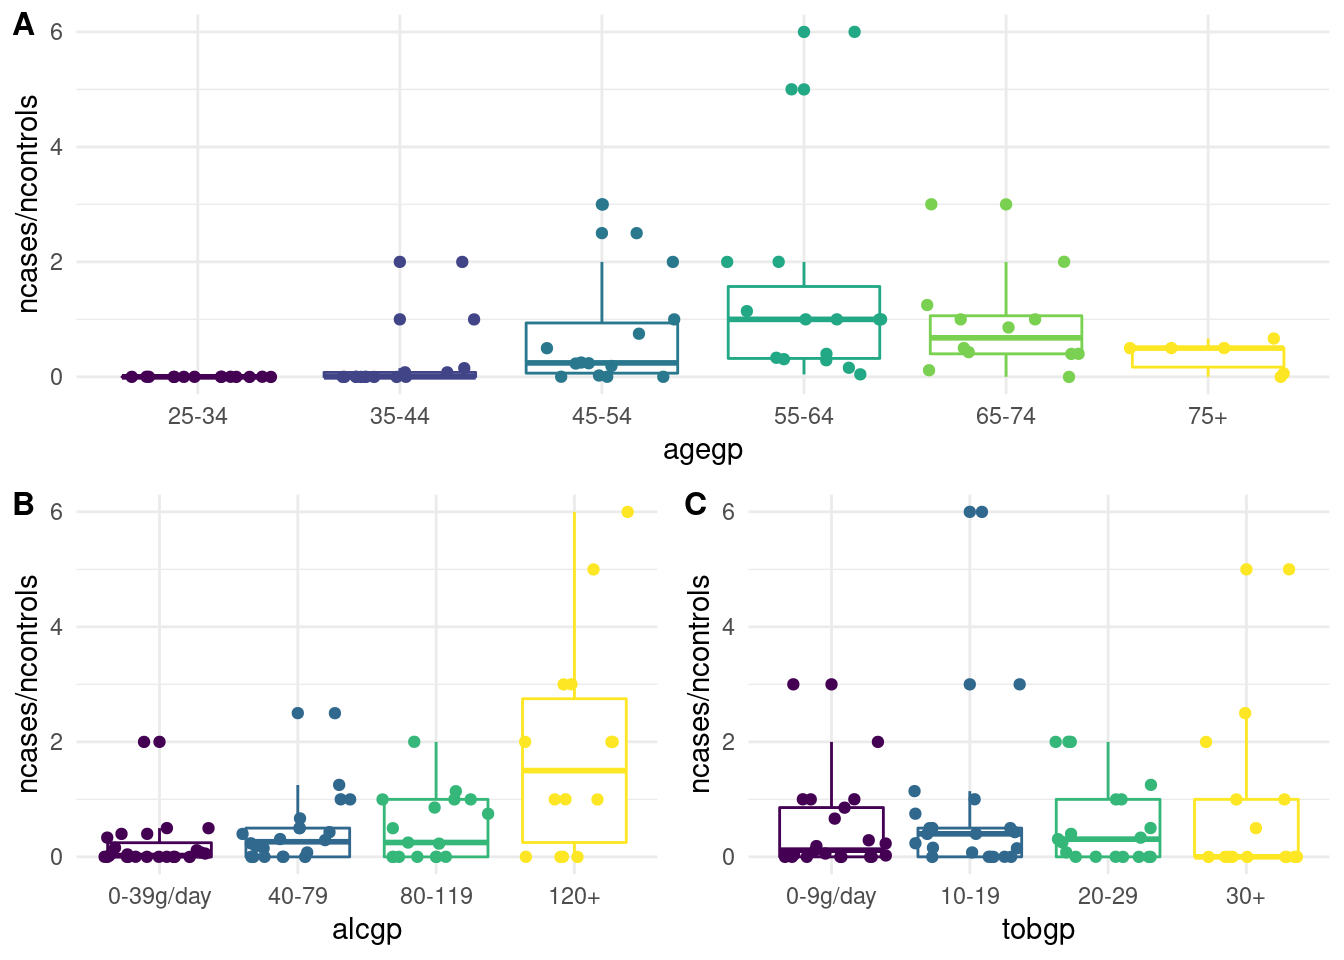 A
ncases/ncontrols
6
4
2
0
25-34 35-44 45-54 55-64 65-74 75+
agegp
B
ncases/ncontrols
6
4
2
0
0-39g/day 40-79 80-119 120+
alcgp
C
ncases/ncontrols
6
4
2
0
0-9g/day 10-19 20-29 30+
tobgp